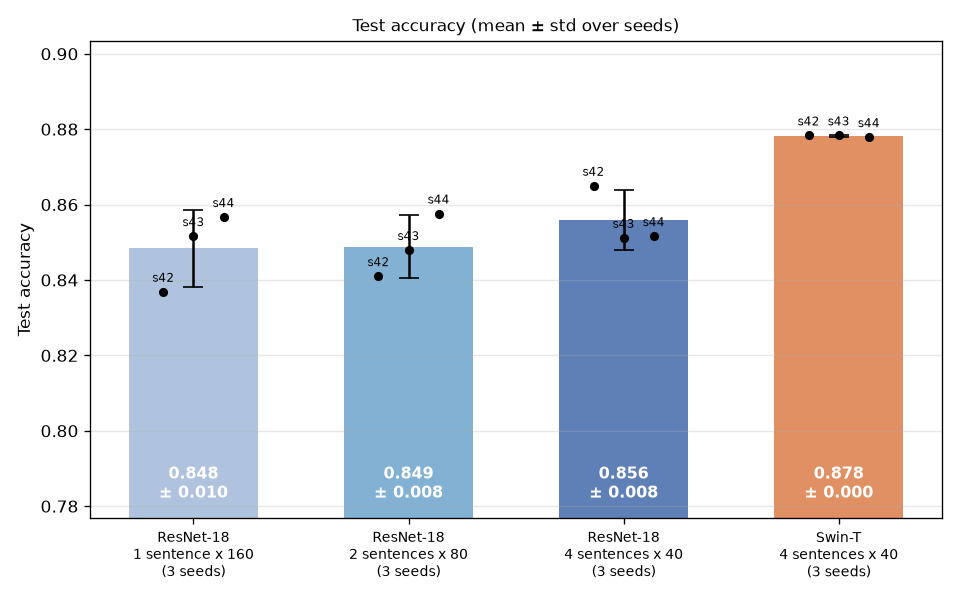 Test accuracy (mean ± std over seeds)
Test accuracy
0.90
0.88
0.86
0.84
0.82
0.80
0.78
s42
s43
s44
s42
s43
s44
s42
s43
s44
s42
s43
s44
0.848
± 0.010
0.849
± 0.008
0.856
± 0.008
0.878
± 0.000
ResNet-18
1 sentence x 160
(3 seeds)
ResNet-18
2 sentences x 80
(3 seeds)
ResNet-18
4 sentences x 40
(3 seeds)
Swin-T
4 sentences x 40
(3 seeds)